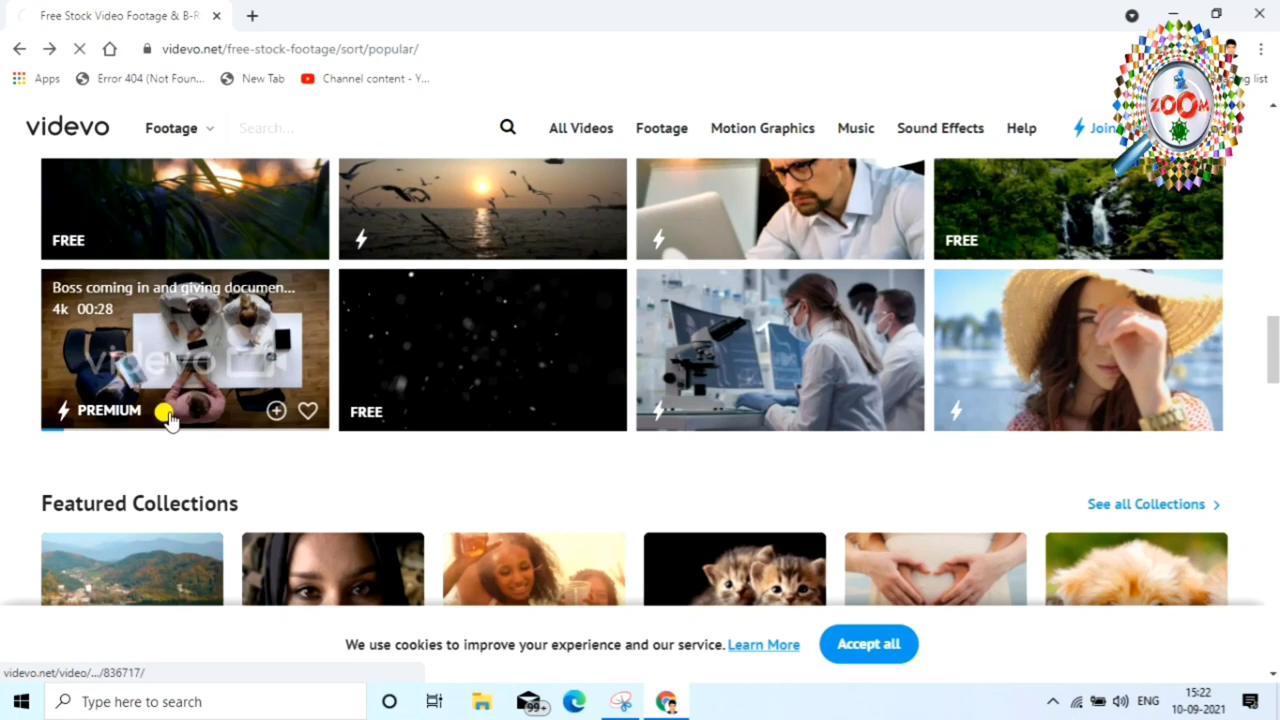 Free Stock Video Footage & B-R
videvo.net/free-stock-footage/sort/popular/
Apps
Error 404 (Not Foun...
New Tab
Channel content - Y...
ing list
videvo
Footage
Search...
All Videos
Footage
Motion Graphics
Music
Sound Effects
Help
Join
ZOOM
FREE
FREE
Boss coming in and giving documen...
4k 00:28
videvo
PREMIUM
FREE
Featured Collections
See all Collections
We use cookies to improve your experience and our service. Learn More
Accept all
videvo.net/video/.../836717/
Type here to search
99+
ENG
15:22
10-09-2021